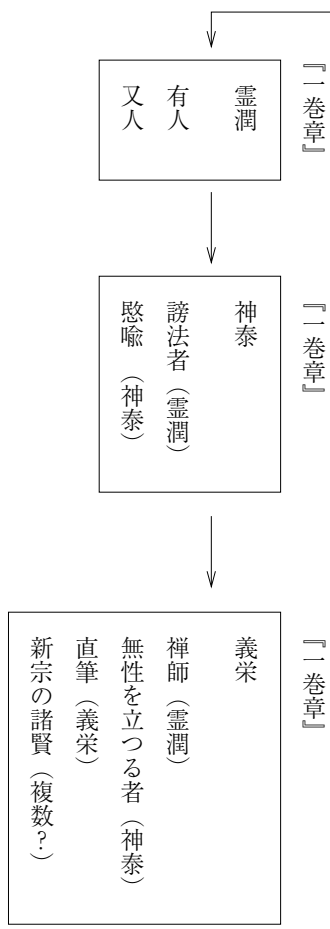 『一巻章』
霊潤
有人
又人
『一巻章』
神泰
謗法者（霊潤）
愍喩（神泰）
『一巻章』
義栄
禅師（霊潤）
無性を立つる者（神泰）
直筆（義栄）
新宗の諸賢（複数？）